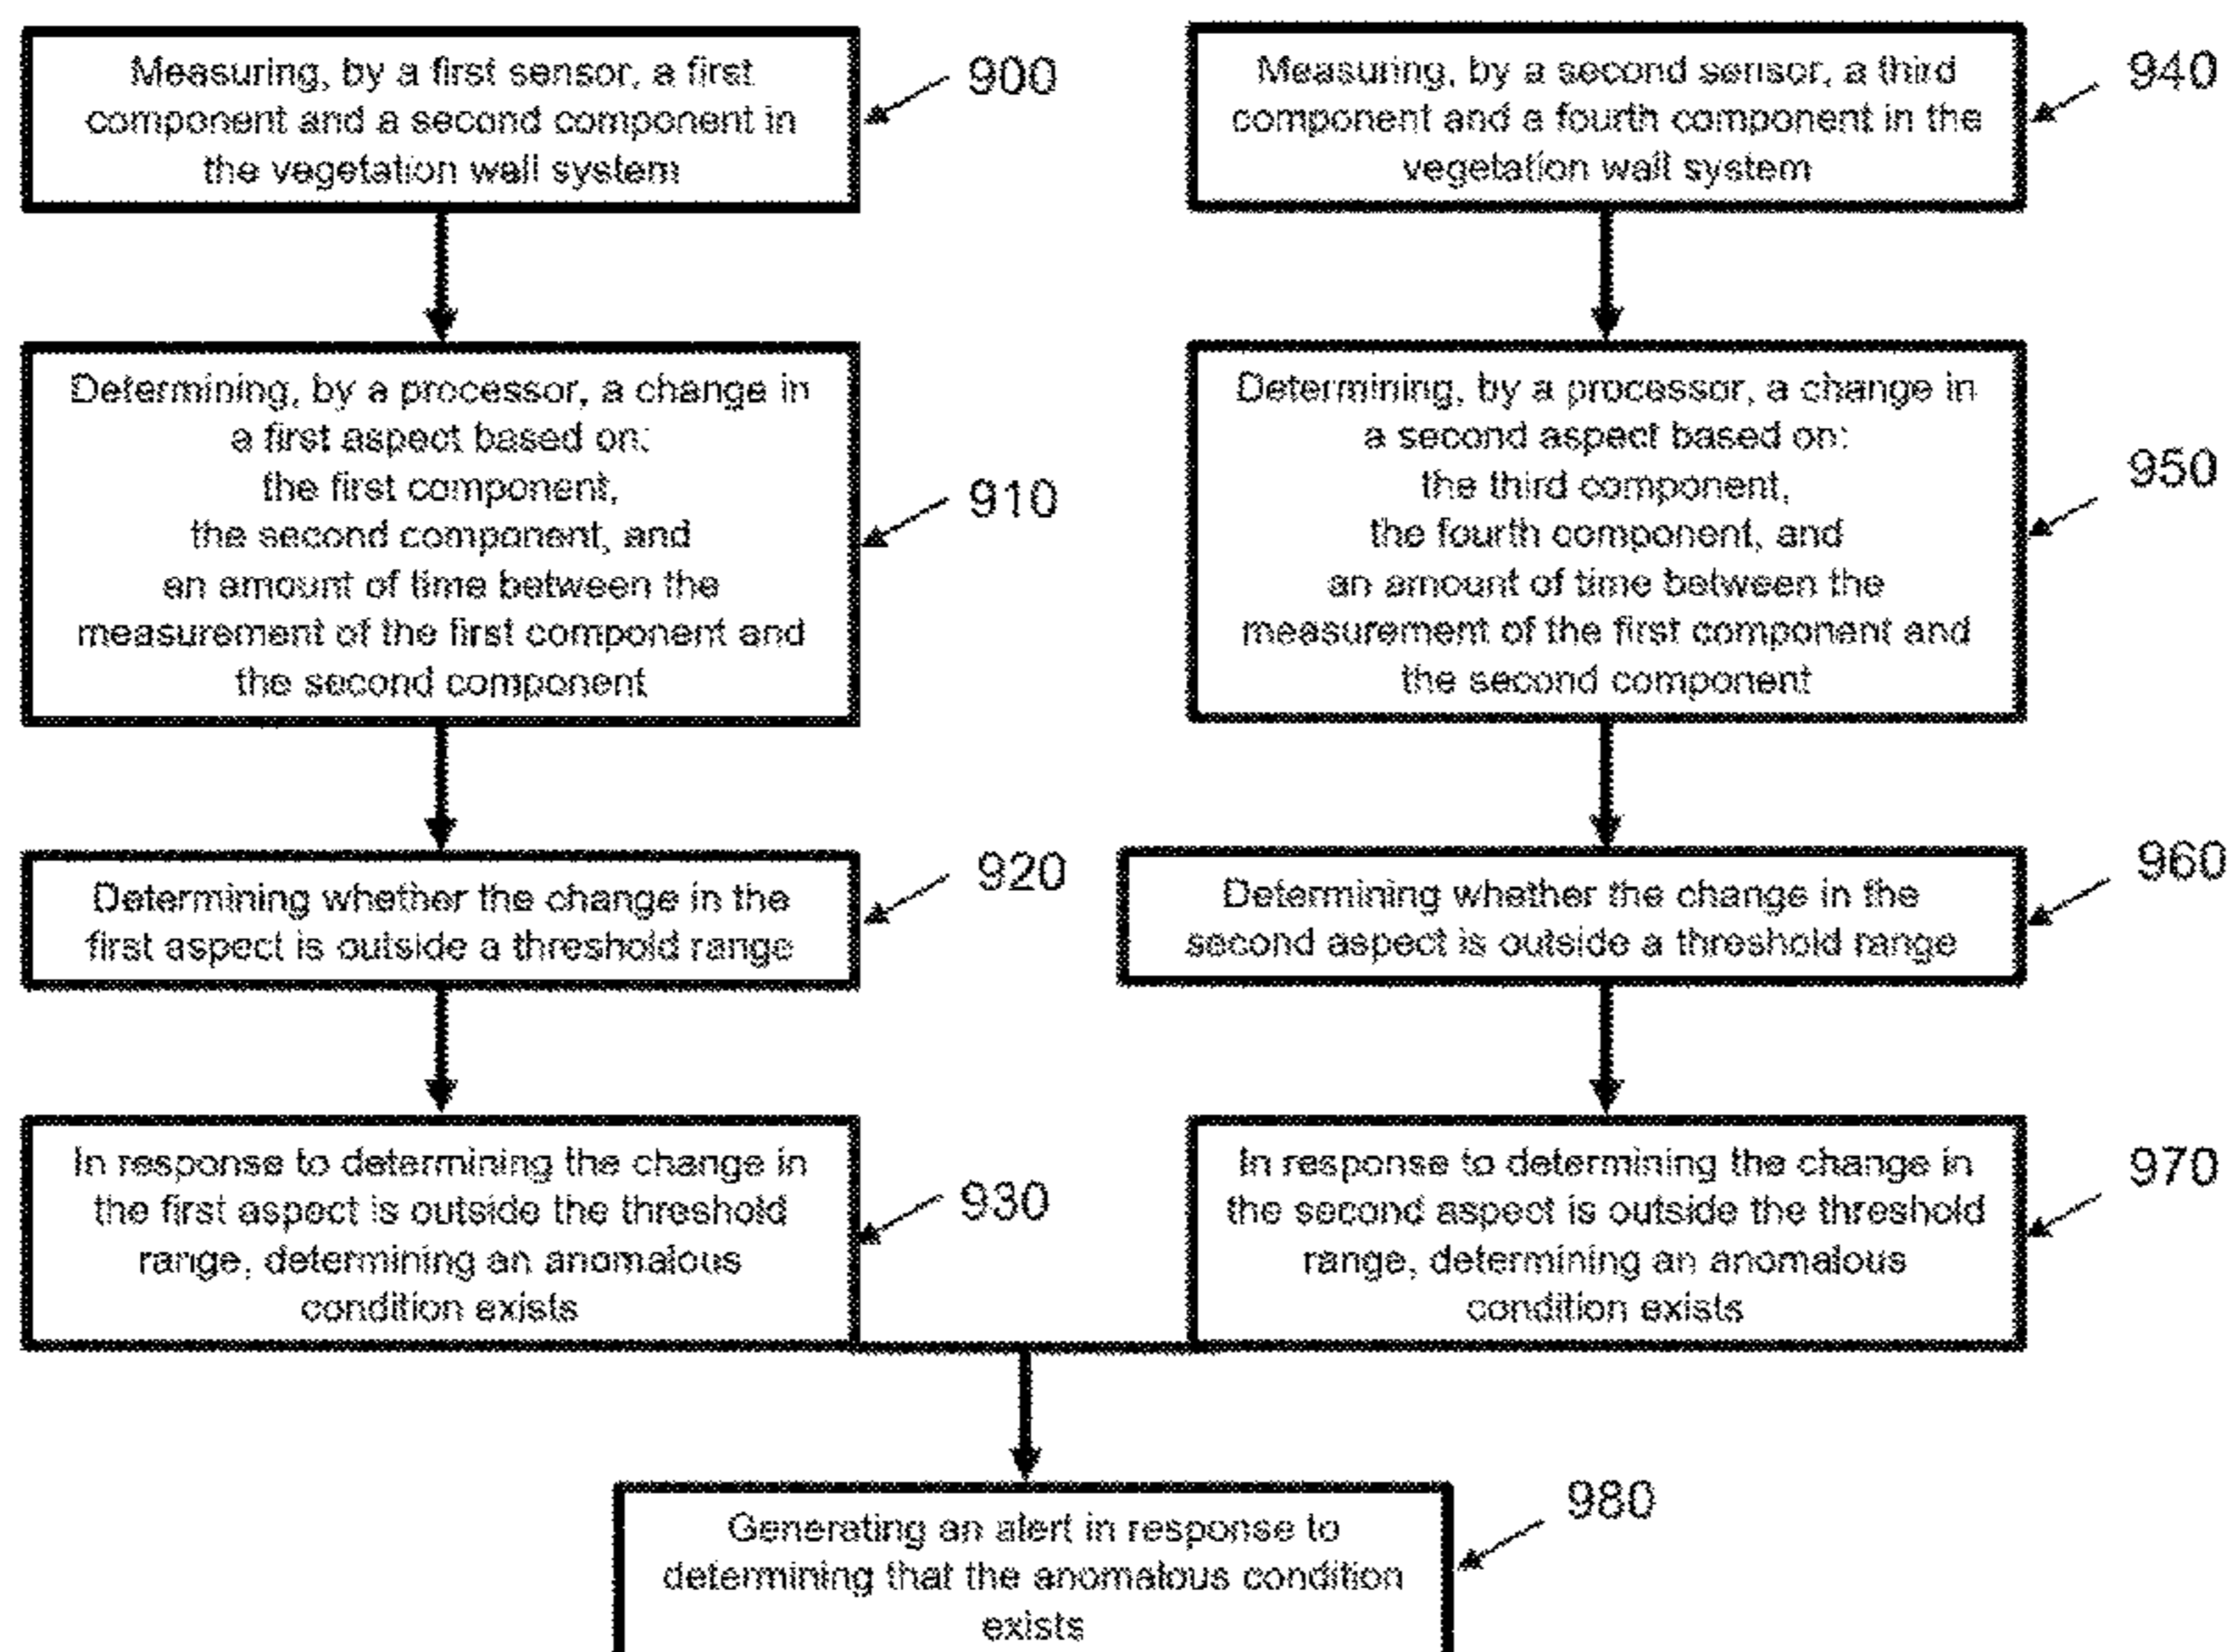 Measuring, by a first sensor, a first
component and a second component in
the vegetation wall system
900
Determining, by a processor, a change in
a first aspect based on:
the first component,
the second component, and
an amount of time between the
measurement of the first component and
the second component
910
Determining whether the change in the
first aspect is outside a threshold range
920
In response to determining the change in
the first aspect is outside the threshold
range, determining an anomalous
condition exists
930
Measuring, by a second sensor, a third
component and a fourth component in the
vegetation wall system
940
Determining, by a processor, a change in
a second aspect based on:
the third component,
the fourth component, and
an amount of time between the
measurement of the first component and
the second component
950
Determining whether the change in the
second aspect is outside a threshold range
960
In response to determining the change in
the second aspect is outside the threshold
range, determining an anomalous
condition exists
970
Generating an alert in response to
determining that the anomalous condition
exists
980